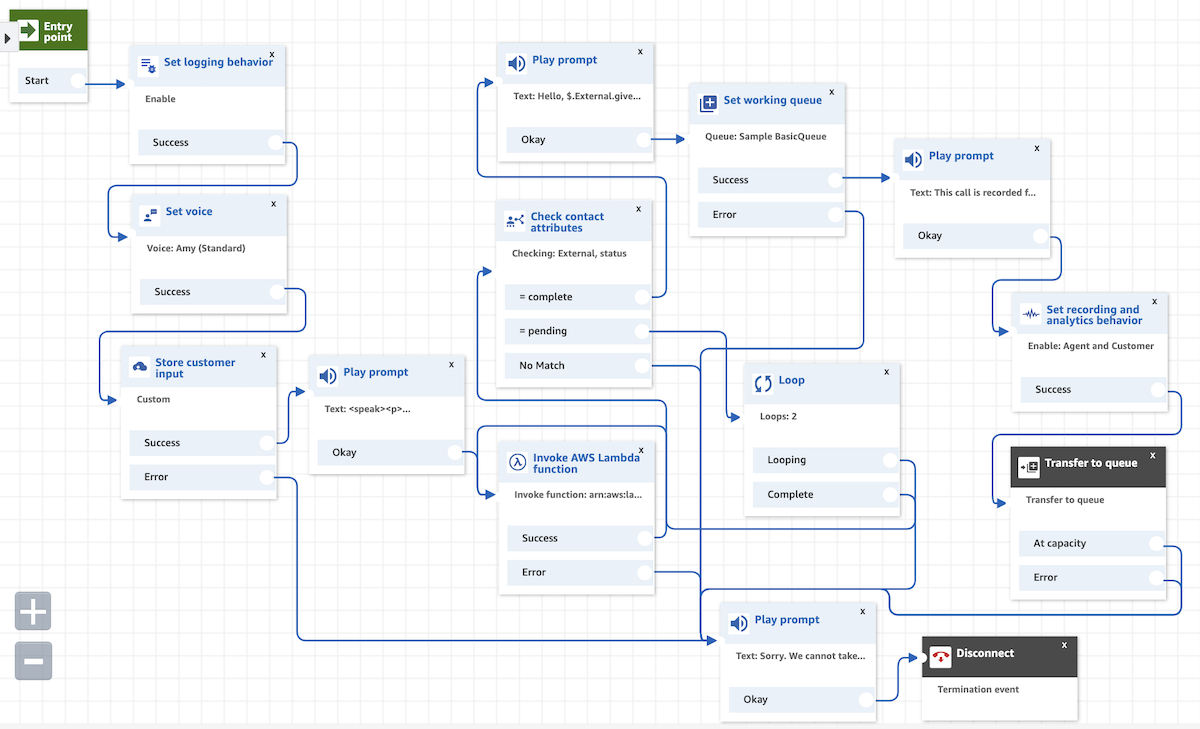 Entry
point
Start
x
Set logging behavior
Enable
Success
x
Set voice
Voice: Amy (Standard)
Success
x
Store customer
input
Custom
Success
Error
x
Play prompt
Text: <speak><p>...
Okay
x
Play prompt
Text: Hello, $.External.give...
Okay
x
Check contact
attributes
Checking: External, status
= complete
= pending
No Match
x
Invoke AWS Lambda
function
Invoke function: arn:aws:la...
Success
Error
x
Set working queue
Queue: Sample BasicQueue
Success
Error
x
Loop
Loops: 2
Looping
Complete
x
Play prompt
Text: Sorry. We cannot take...
Okay
x
Play prompt
Text: This call is recorded f...
Okay
x
Set recording and
analytics behavior
Enable: Agent and Customer
Success
x
Transfer to queue
Transfer to queue
At capacity
Error
x
Disconnect
Termination event